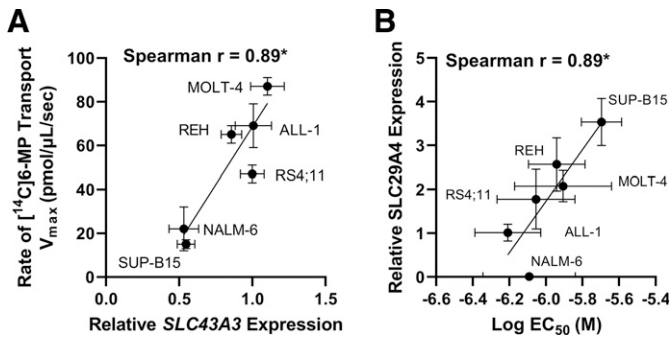 A
Spearman r = 0.89*
Rate of [¹⁴C]6-MP Transport
Vmax (pmol/µL/sec)
100
80
60
40
20
0
MOLT-4
REH
ALL-1
RS4;11
NALM-6
SUP-B15
0.0
0.5
1.0
1.5
Relative SLC43A3 Expression
B
Spearman r = 0.89*
Relative SLC29A4 Expression
5
4
3
2
1
0
SUP-B15
REH
MOLT-4
RS4;11
ALL-1
NALM-6
-6.6
-6.4
-6.2
-6.0
-5.8
-5.6
-5.4
Log EC₅₀ (M)